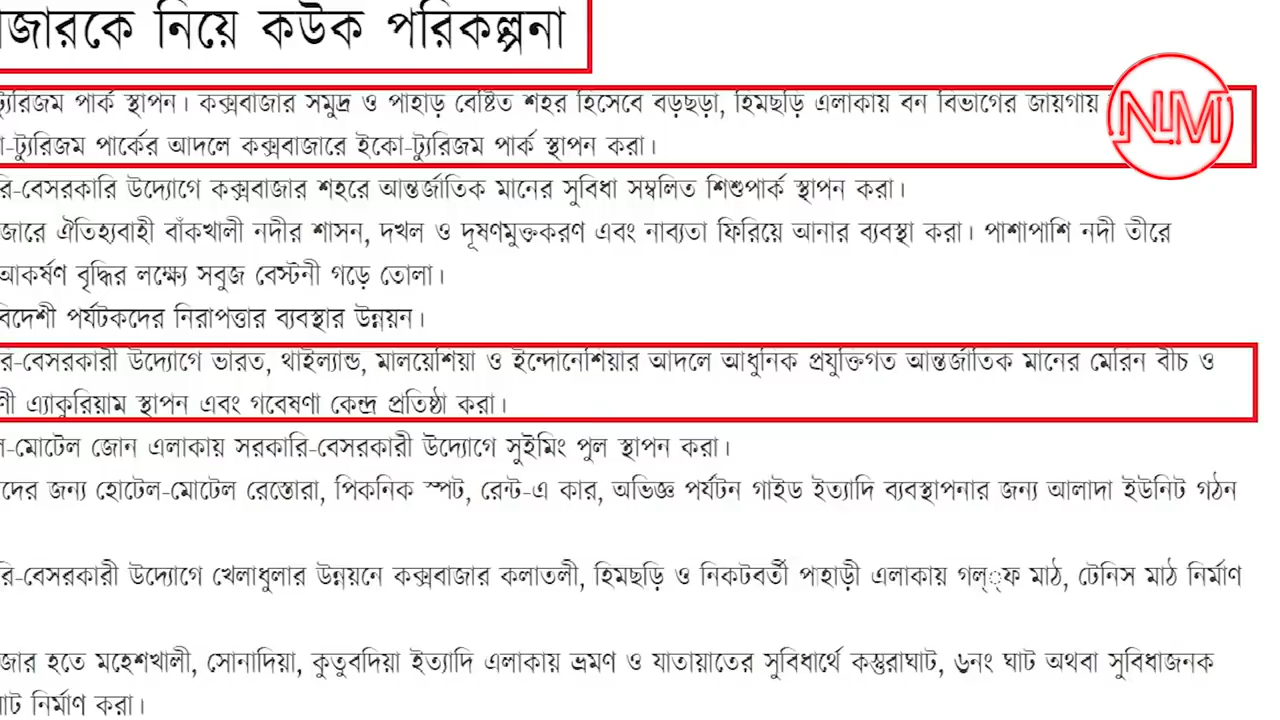 জারকে নিয়ে কউক পরিকল্পনা
ট্যুরিজম পার্ক স্থাপন। কক্সবাজার সমুদ্র ও পাহাড় বেষ্টিত শহর হিসেবে বড়ছড়া, হিমছড়ি এলাকায় বন বিভাগের জায়গায়
-ট্যুরিজম পার্কের আদলে কক্সবাজারে ইকো-ট্যুরিজম পার্ক স্থাপন করা।
রি-বেসরকারি উদ্যোগে কক্সবাজার শহরে আন্তর্জাতিক মানের সুবিধা সম্বলিত শিশুপার্ক স্থাপন করা।
জারে ঐতিহ্যবাহী বাঁকখালী নদীর শাসন, দখল ও দূষণমুক্তকরণ এবং নাব্যতা ফিরিয়ে আনার ব্যবস্থা করা। পাশাপাশি নদী তীরে
আকর্ষণ বৃদ্ধির লক্ষ্যে সবুজ বেস্টনী গড়ে তোলা।
বিদেশী পর্যটকদের নিরাপত্তার ব্যবস্থার উন্নয়ন।
রি-বেসরকারী উদ্যোগে ভারত, থাইল্যান্ড, মালয়েশিয়া ও ইন্দোনেশিয়ার আদলে আধুনিক প্রযুক্তিগত আন্তর্জাতিক মানের মেরিন বীচ ও
ণী এ্যাকুরিয়াম স্থাপন এবং গবেষণা কেন্দ্র প্রতিষ্ঠা করা।
ল-মোটেল জোন এলাকায় সরকারি-বেসরকারী উদ্যোগে সুইমিং পুল স্থাপন করা।
দের জন্য হোটেল-মোটেল রেস্তোরা, পিকনিক স্পট, রেন্ট-এ কার, অভিজ্ঞ পর্যটন গাইড ইত্যাদি ব্যবস্থাপনার জন্য আলাদা ইউনিট গঠন
রি-বেসরকারী উদ্যোগে খেলাধুলার উন্নয়নে কক্সবাজার কলাতলী, হিমছড়ি ও নিকটবর্তী পাহাড়ী এলাকায় গল্‌্ফ মাঠ, টেনিস মাঠ নির্মাণ
জার হতে মহেশখালী, সোনাদিয়া, কুতুবদিয়া ইত্যাদি এলাকায় ভ্রমণ ও যাতায়াতের সুবিধার্থে কস্তুরাঘাট, ৬নং ঘাট অথবা সুবিধাজনক
াট নির্মাণ করা।
NM